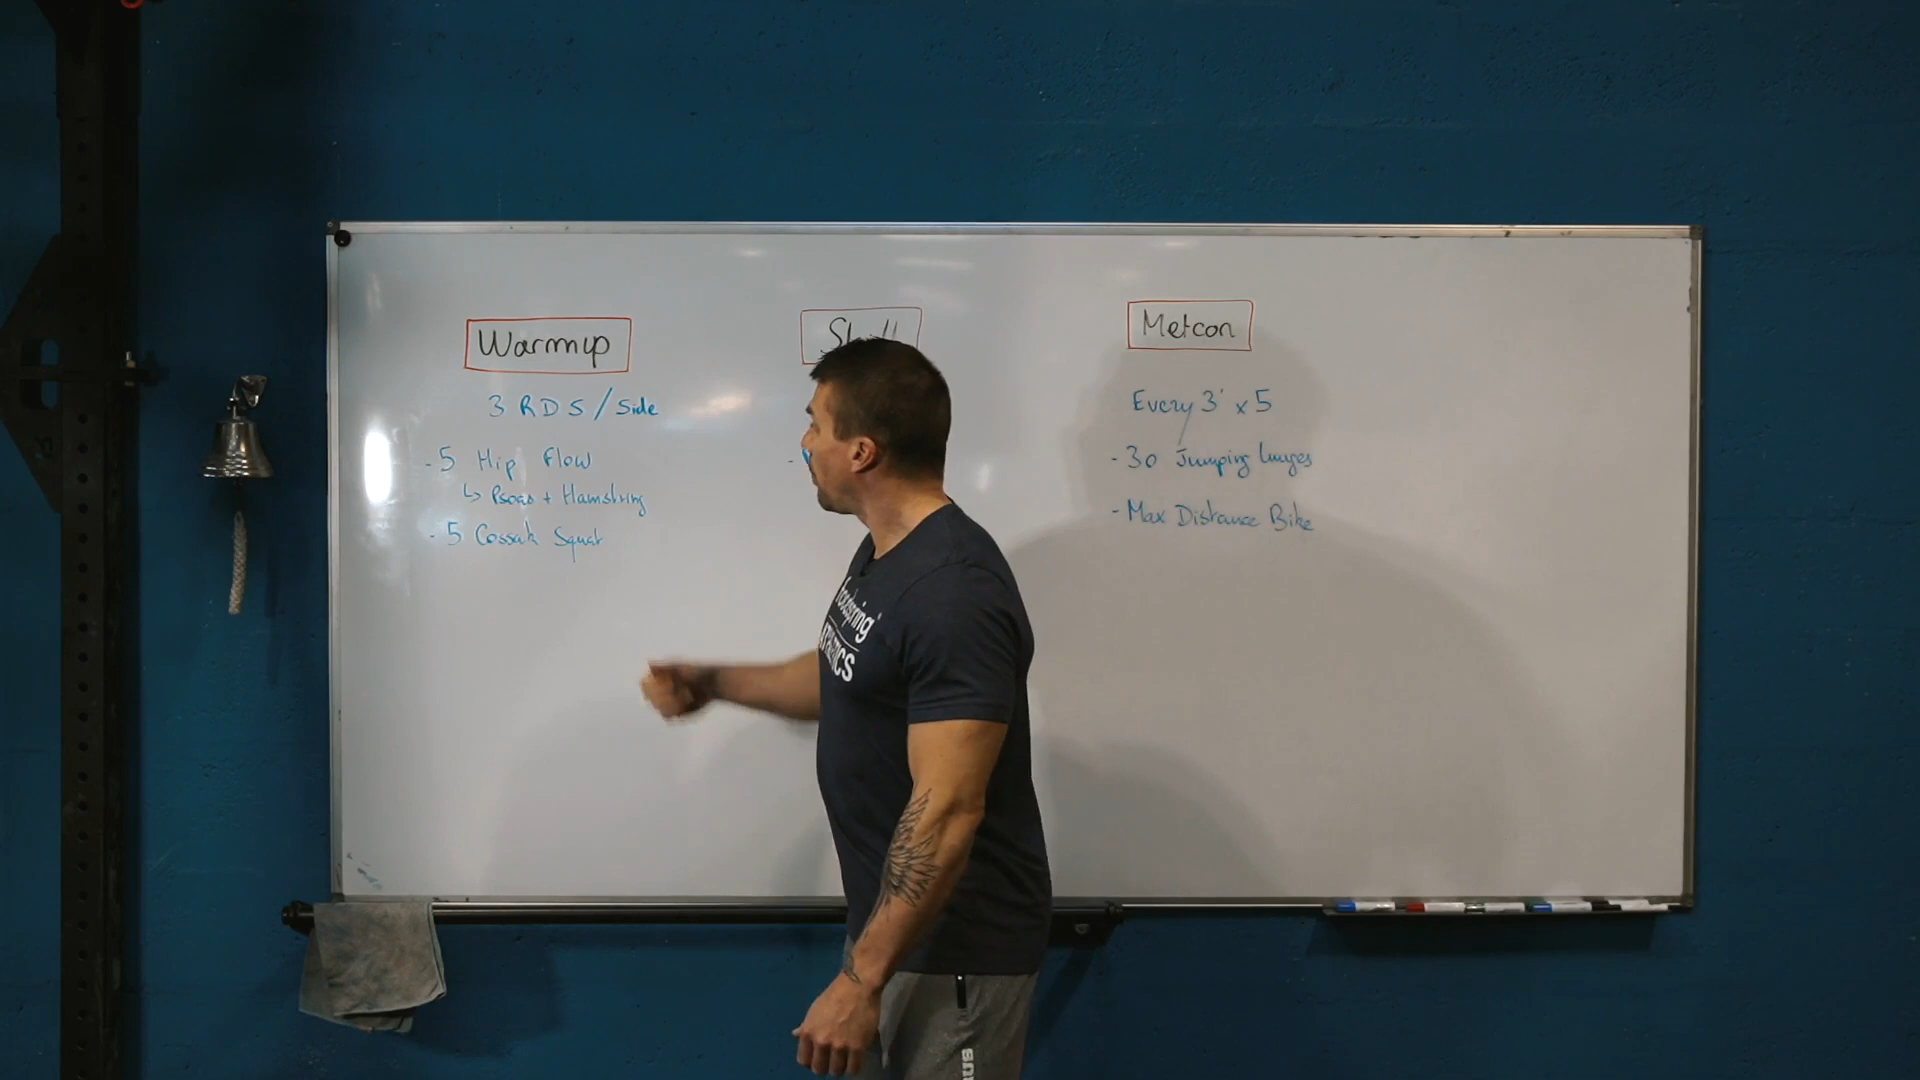 Warmup
3 RDS/Side
- 5 Hip Flow
↳ Psoas + Hamstring
- 5 Cossak Squat
Metcon
Every 3' x 5
- 30 Jumping Lunges
- Max Distance Bike